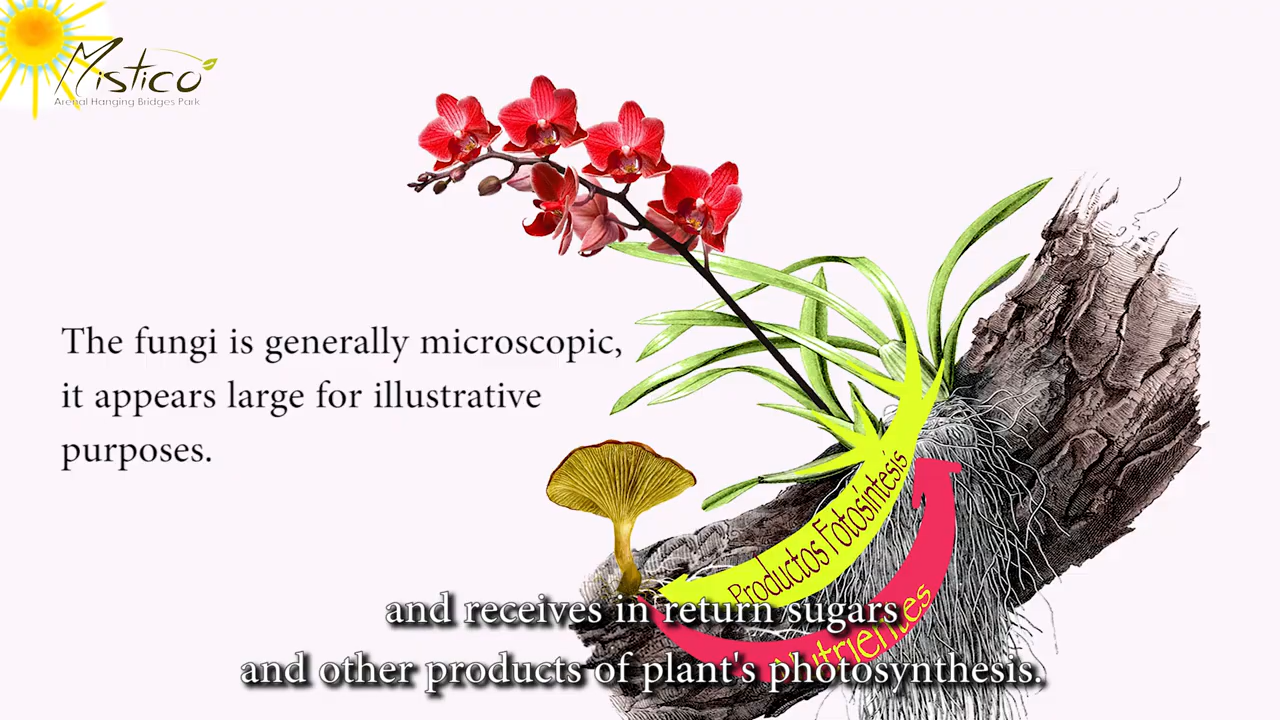 Mistico
Arenal Hanging Bridges Park
The fungi is generally microscopic,
it appears large for illustrative
purposes.
Productos Fotosíntesis
Nutrientes
and receives in return sugars
and other products of plant's photosynthesis.